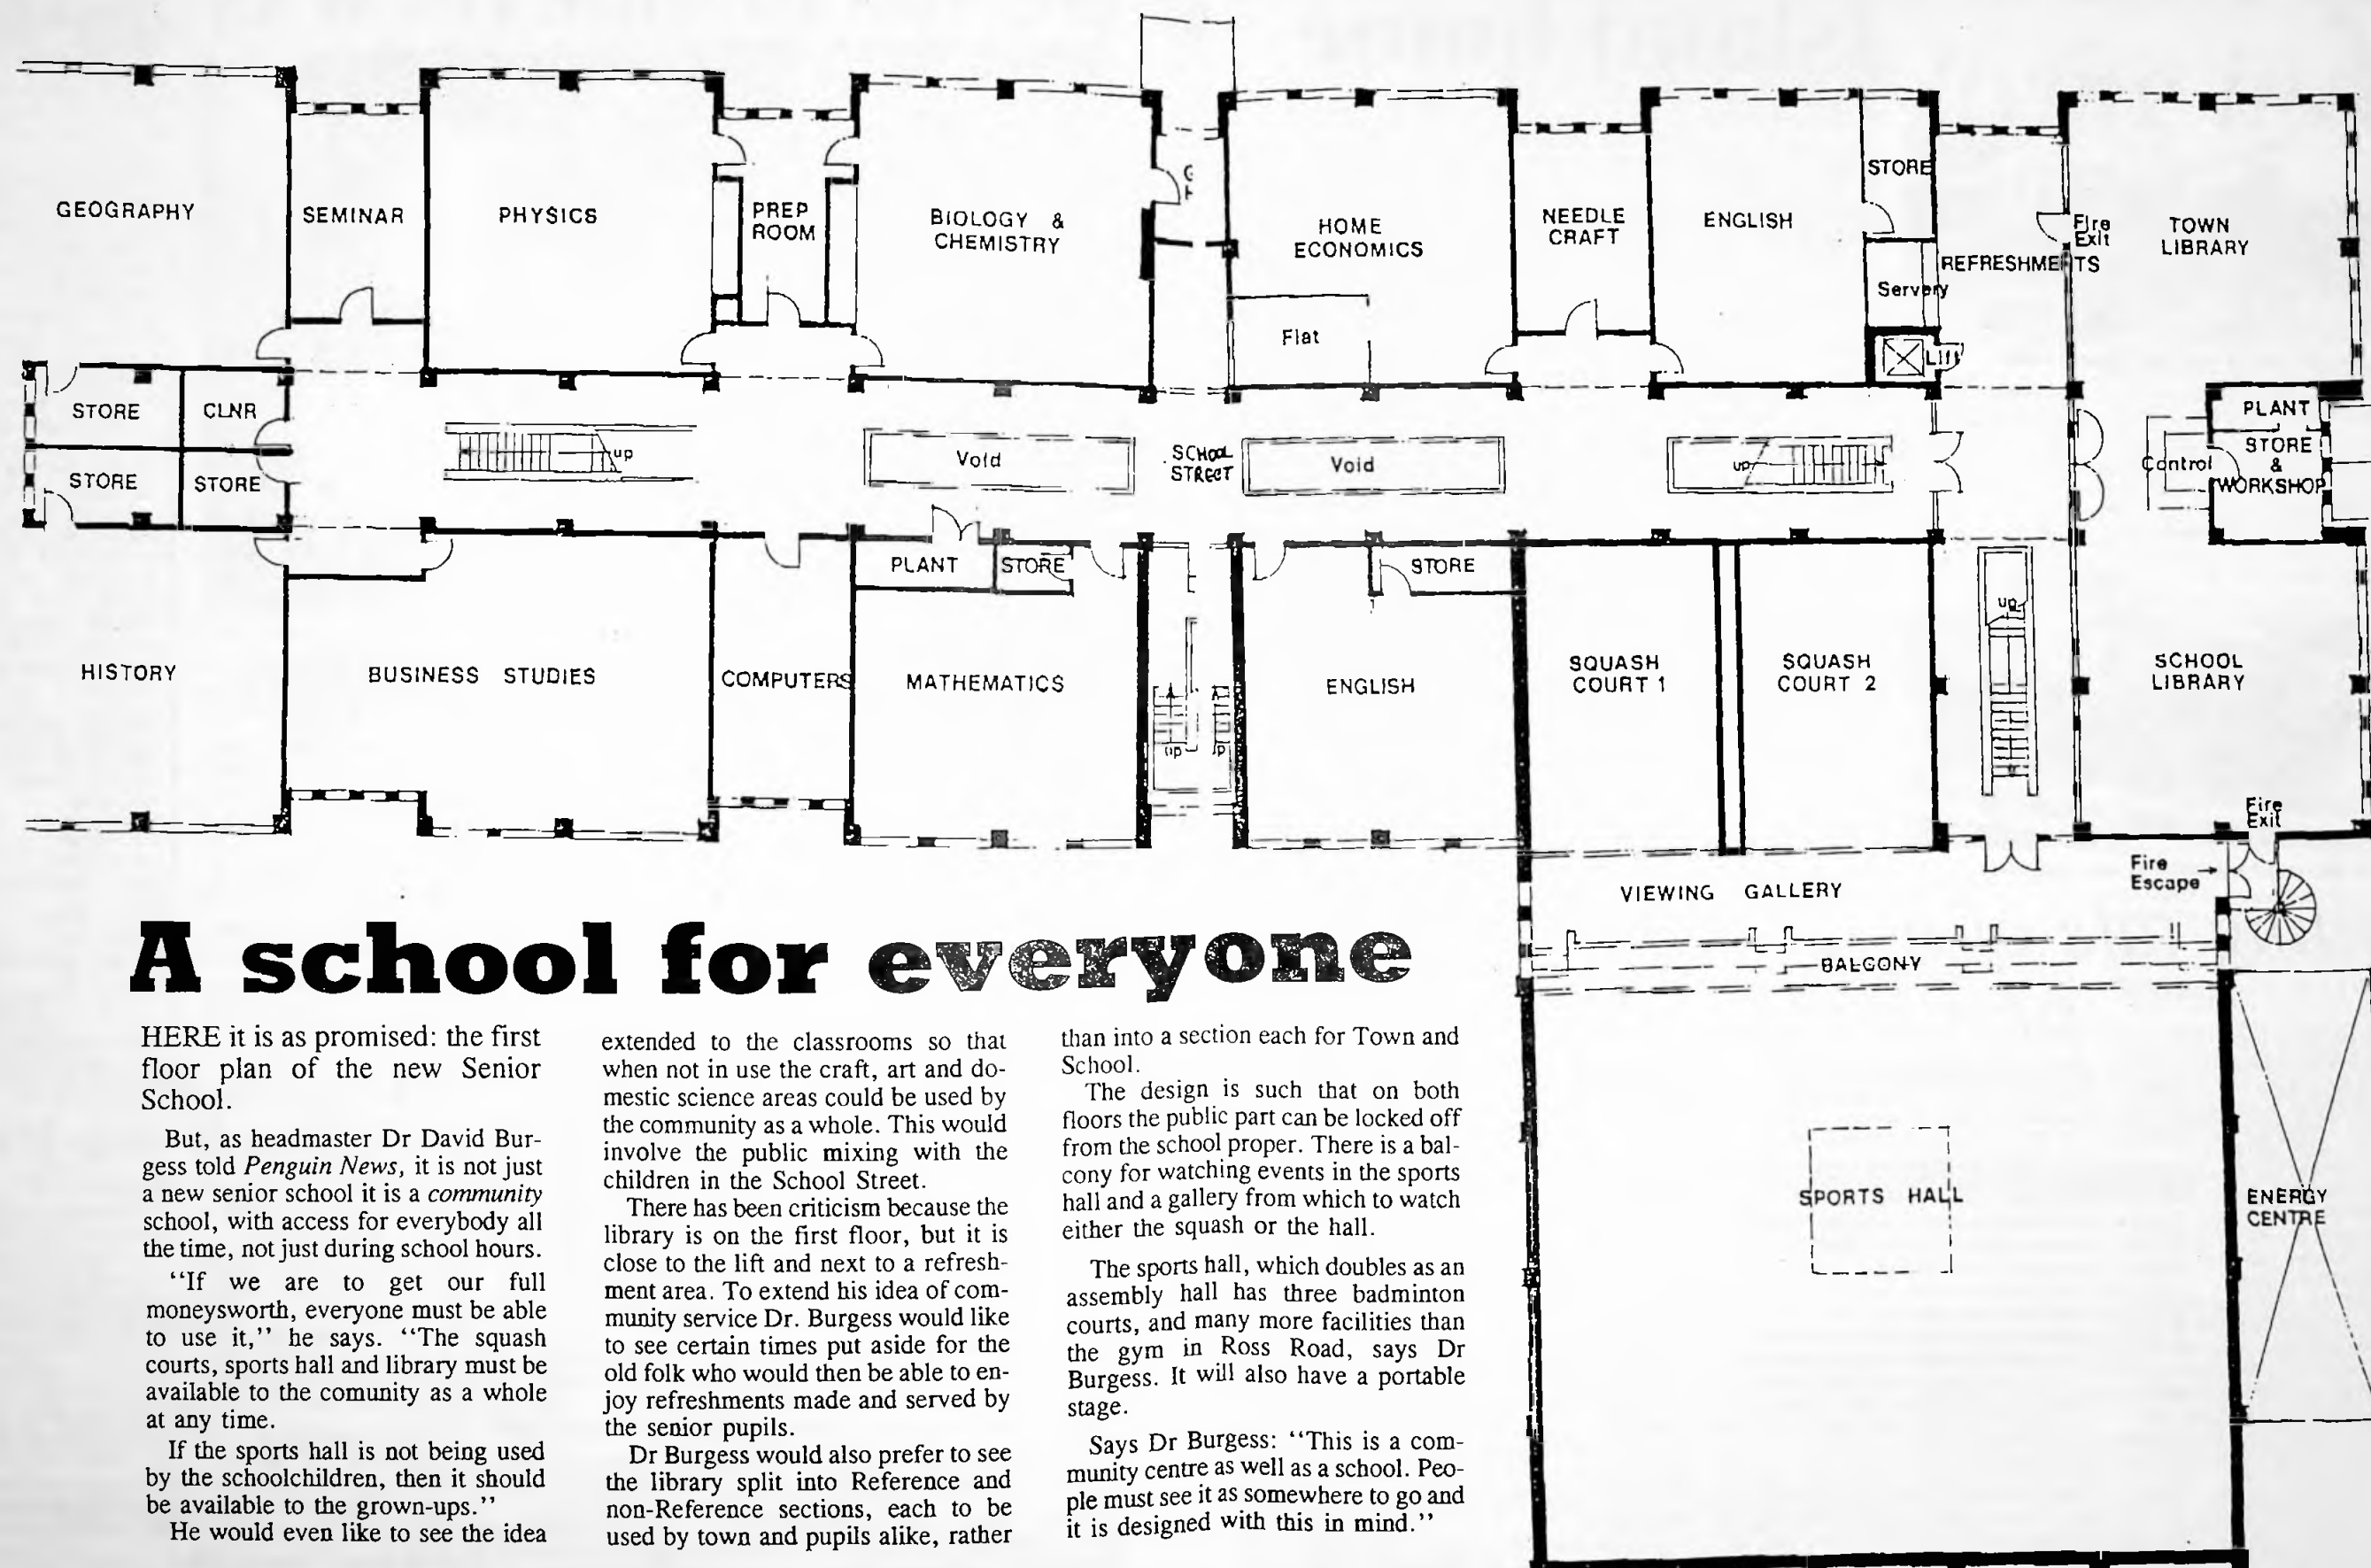 GEOGRAPHY
SEMINAR
PHYSICS
PREP
ROOM
BIOLOGY &
CHEMISTRY
HOME
ECONOMICS
Flat
NEEDLE
CRAFT
ENGLISH
STORE
Servery
Lift
REFRESHMENTS
Fire
Exit
TOWN
LIBRARY
STORE
CLNR
STORE
STORE
up
Void
SCHOOL
STREET
Void
up
Control
PLANT
STORE
&
WORKSHOP
HISTORY
BUSINESS STUDIES
COMPUTERS
PLANT
STORE
MATHEMATICS
up
STORE
ENGLISH
SQUASH
COURT 1
SQUASH
COURT 2
up
SCHOOL
LIBRARY
Fire
Exit
Fire
Escape
VIEWING GALLERY
BALCONY
SPORTS HALL
ENERGY
CENTRE
A school for everyone
HERE it is as promised: the first
floor plan of the new Senior
School.
But, as headmaster Dr David Bur-
gess told Penguin News, it is not just
a new senior school it is a community
school, with access for everybody all
the time, not just during school hours.
"If we are to get our full
moneysworth, everyone must be able
to use it," he says. "The squash
courts, sports hall and library must be
available to the comunity as a whole
at any time.
If the sports hall is not being used
by the schoolchildren, then it should
be available to the grown-ups."
He would even like to see the idea
extended to the classrooms so that
when not in use the craft, art and do-
mestic science areas could be used by
the community as a whole. This would
involve the public mixing with the
children in the School Street.
There has been criticism because the
library is on the first floor, but it is
close to the lift and next to a refresh-
ment area. To extend his idea of com-
munity service Dr. Burgess would like
to see certain times put aside for the
old folk who would then be able to en-
joy refreshments made and served by
the senior pupils.
Dr Burgess would also prefer to see
the library split into Reference and
non-Reference sections, each to be
used by town and pupils alike, rather
than into a section each for Town and
School.
The design is such that on both
floors the public part can be locked off
from the school proper. There is a bal-
cony for watching events in the sports
hall and a gallery from which to watch
either the squash or the hall.
The sports hall, which doubles as an
assembly hall has three badminton
courts, and many more facilities than
the gym in Ross Road, says Dr
Burgess. It will also have a portable
stage.
Says Dr Burgess: "This is a com-
munity centre as well as a school. Peo-
ple must see it as somewhere to go and
it is designed with this in mind."